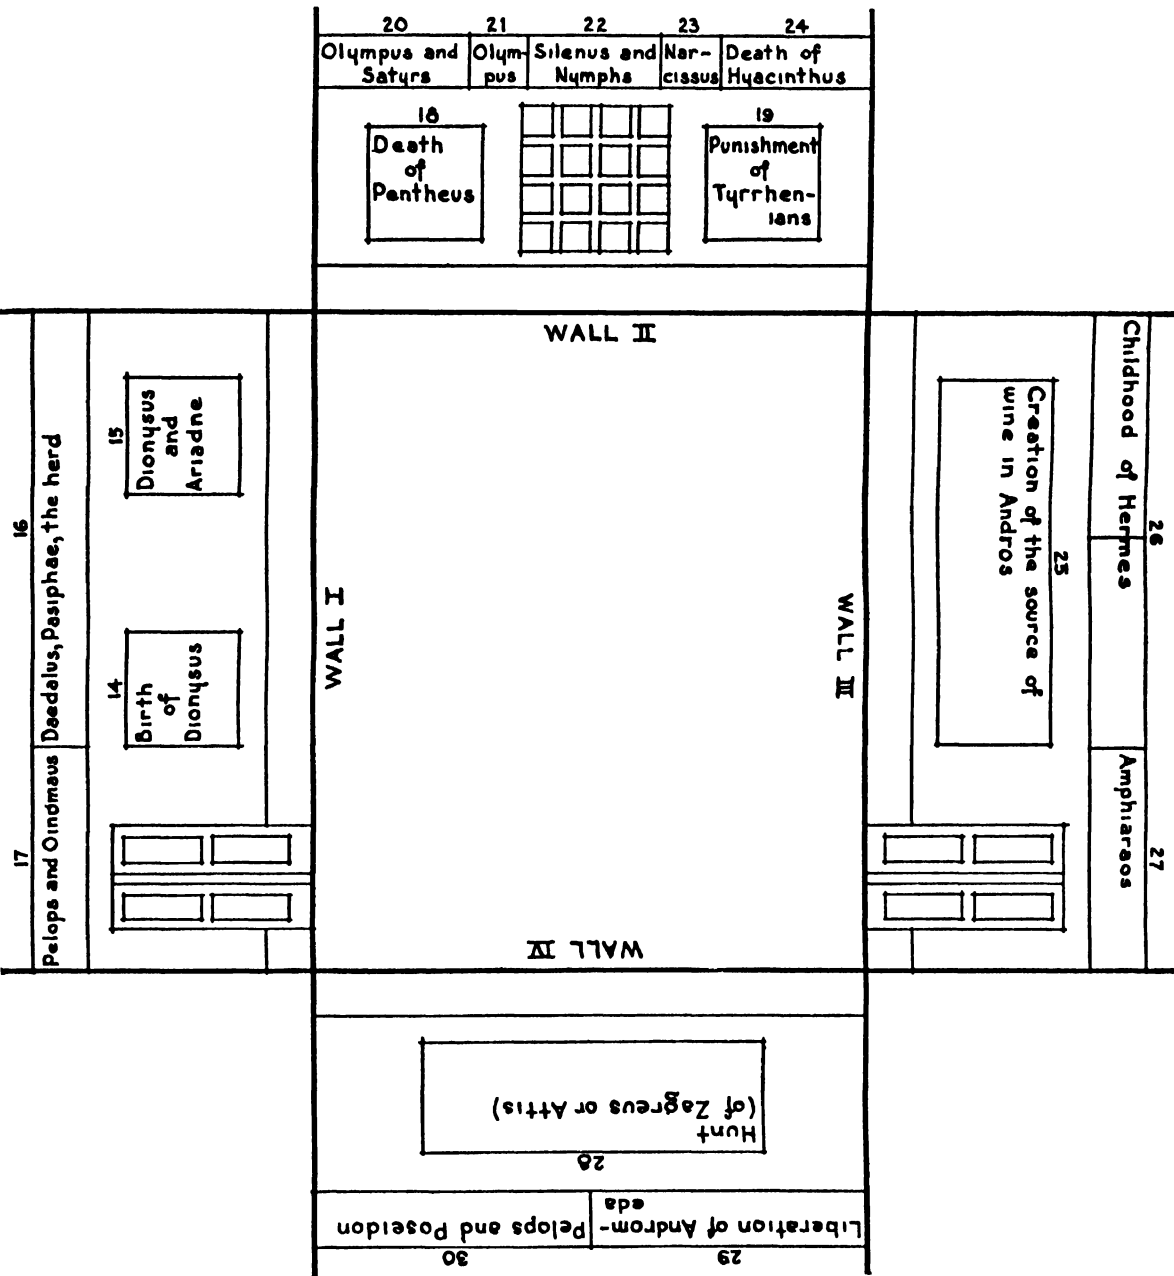 20
21
22
23
24
Olympus and
Satyrs
Olym-
pus
Silenus and
Nymphs
Nar-
cissus
Death of
Hyacinthus
18
Death
of
Pentheus
19
Punishment
of
Tyrrhen-
ians
WALL II
16
Daedalus, Pasiphae, the herd
17
Pelops and Oinomaus
15
Dionysus
and
Ariadne
14
Birth
of
Dionysus
WALL I
WALL III
25
Creation of the source of
wine in Andros
26
Childhood of Hermes
27
Amphiaraos
WALL IV
28
Hunt
(of Zagreus or Attis)
29
Liberation of Androm-
eda
30
Pelops and Poseidon